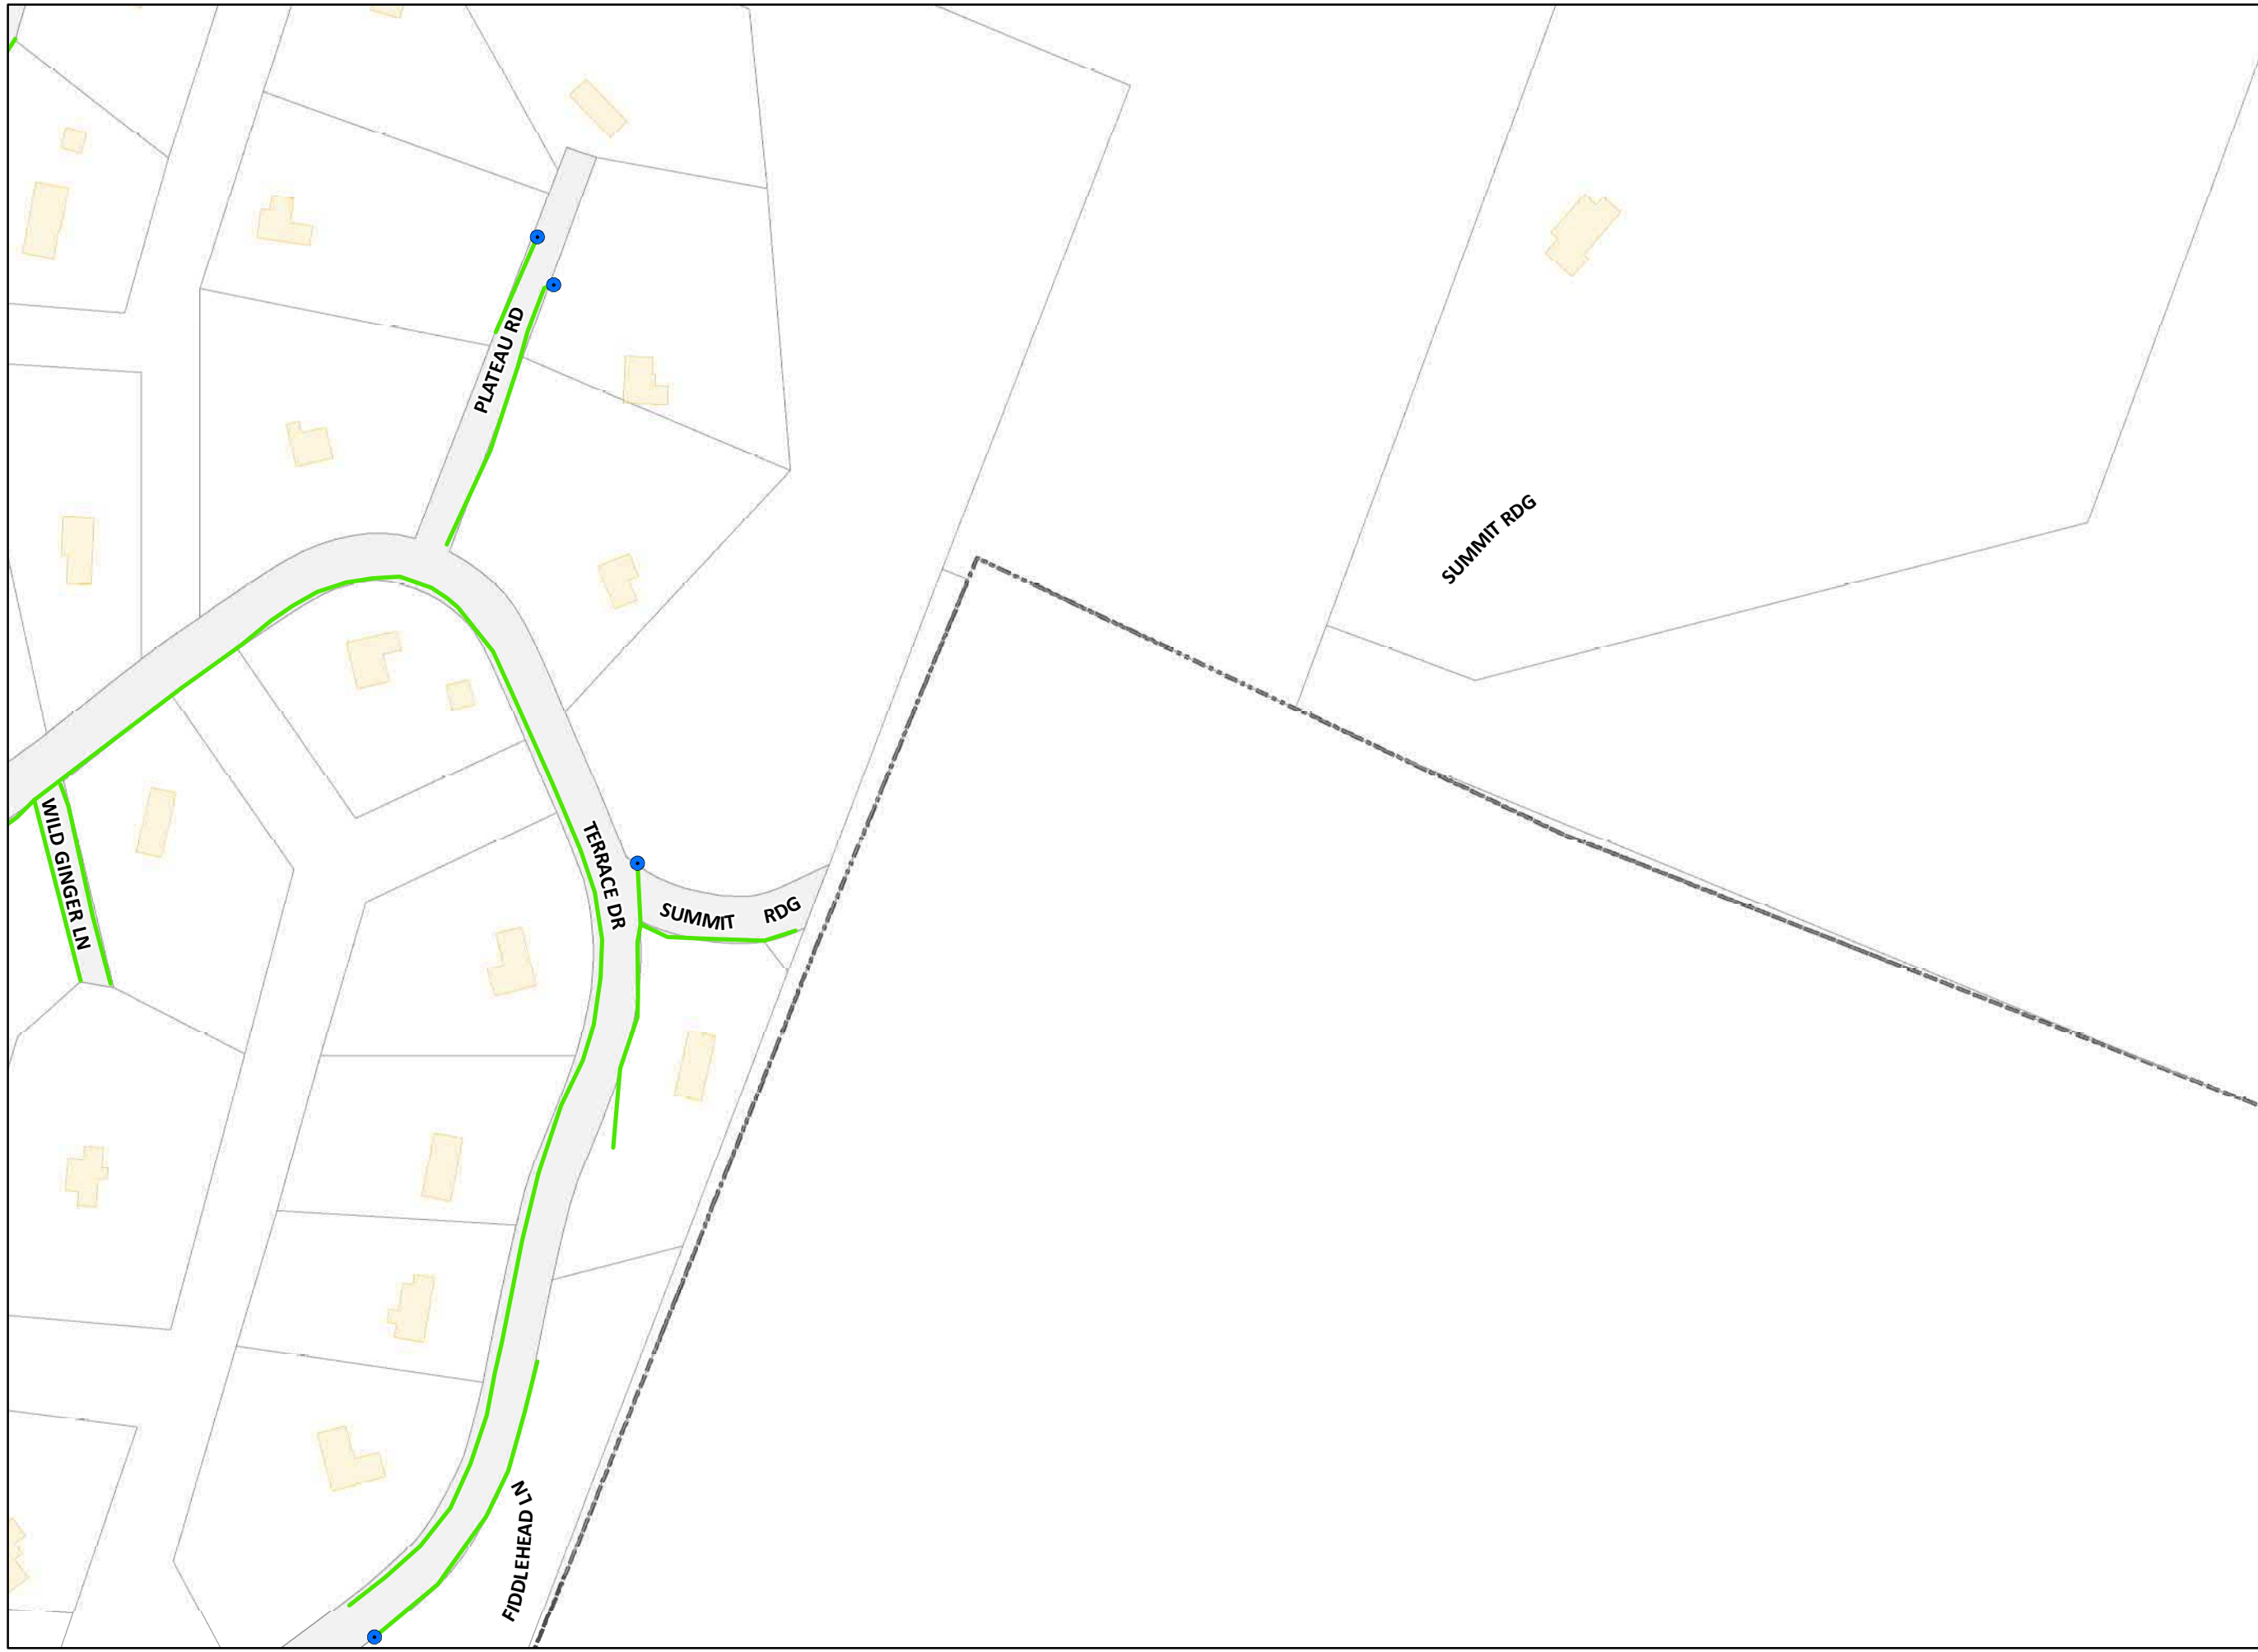 PLATEAU RD
SUMMIT RDG
WILD GINGER LN
TERRACE DR
SUMMIT RDG
FIDDLEHEAD LN